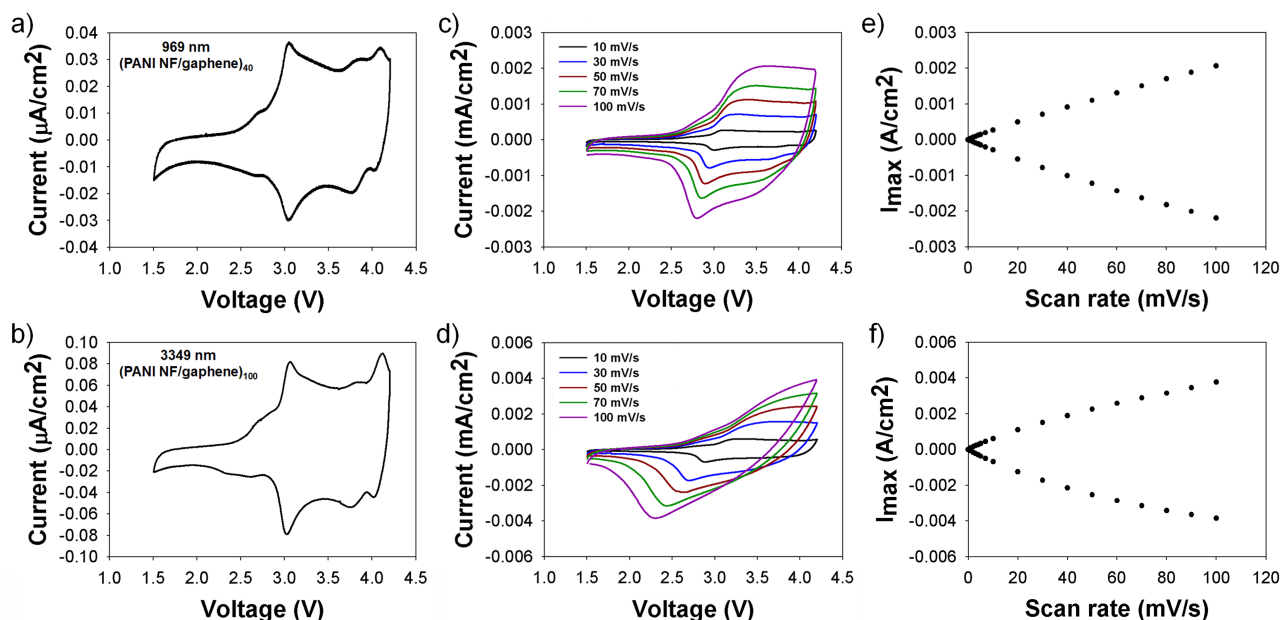 a)
0.04
0.03
0.02
0.01
0.00
-0.01
-0.02
-0.03
-0.04
Current (μA/cm2)
969 nm
(PANI NF/gaphene)40
1.0 1.5 2.0 2.5 3.0 3.5 4.0 4.5
Voltage (V)
c)
0.003
0.002
0.001
0.000
-0.001
-0.002
-0.003
Current (mA/cm2)
10 mV/s
30 mV/s
50 mV/s
70 mV/s
100 mV/s
1.0 1.5 2.0 2.5 3.0 3.5 4.0 4.5
Voltage (V)
e)
0.003
0.002
0.001
0.000
-0.001
-0.002
-0.003
Imax (A/cm2)
0 20 40 60 80 100 120
Scan rate (mV/s)
b)
0.10
0.08
0.06
0.04
0.02
0.00
-0.02
-0.04
-0.06
-0.08
-0.10
Current (μA/cm2)
3349 nm
(PANI NF/gaphene)100
1.0 1.5 2.0 2.5 3.0 3.5 4.0 4.5
Voltage (V)
d)
0.006
0.004
0.002
0.000
-0.002
-0.004
-0.006
Current (mA/cm2)
10 mV/s
30 mV/s
50 mV/s
70 mV/s
100 mV/s
1.0 1.5 2.0 2.5 3.0 3.5 4.0 4.5
Voltage (V)
f)
0.006
0.004
0.002
0.000
-0.002
-0.004
-0.006
Imax (A/cm2)
0 20 40 60 80 100 120
Scan rate (mV/s)